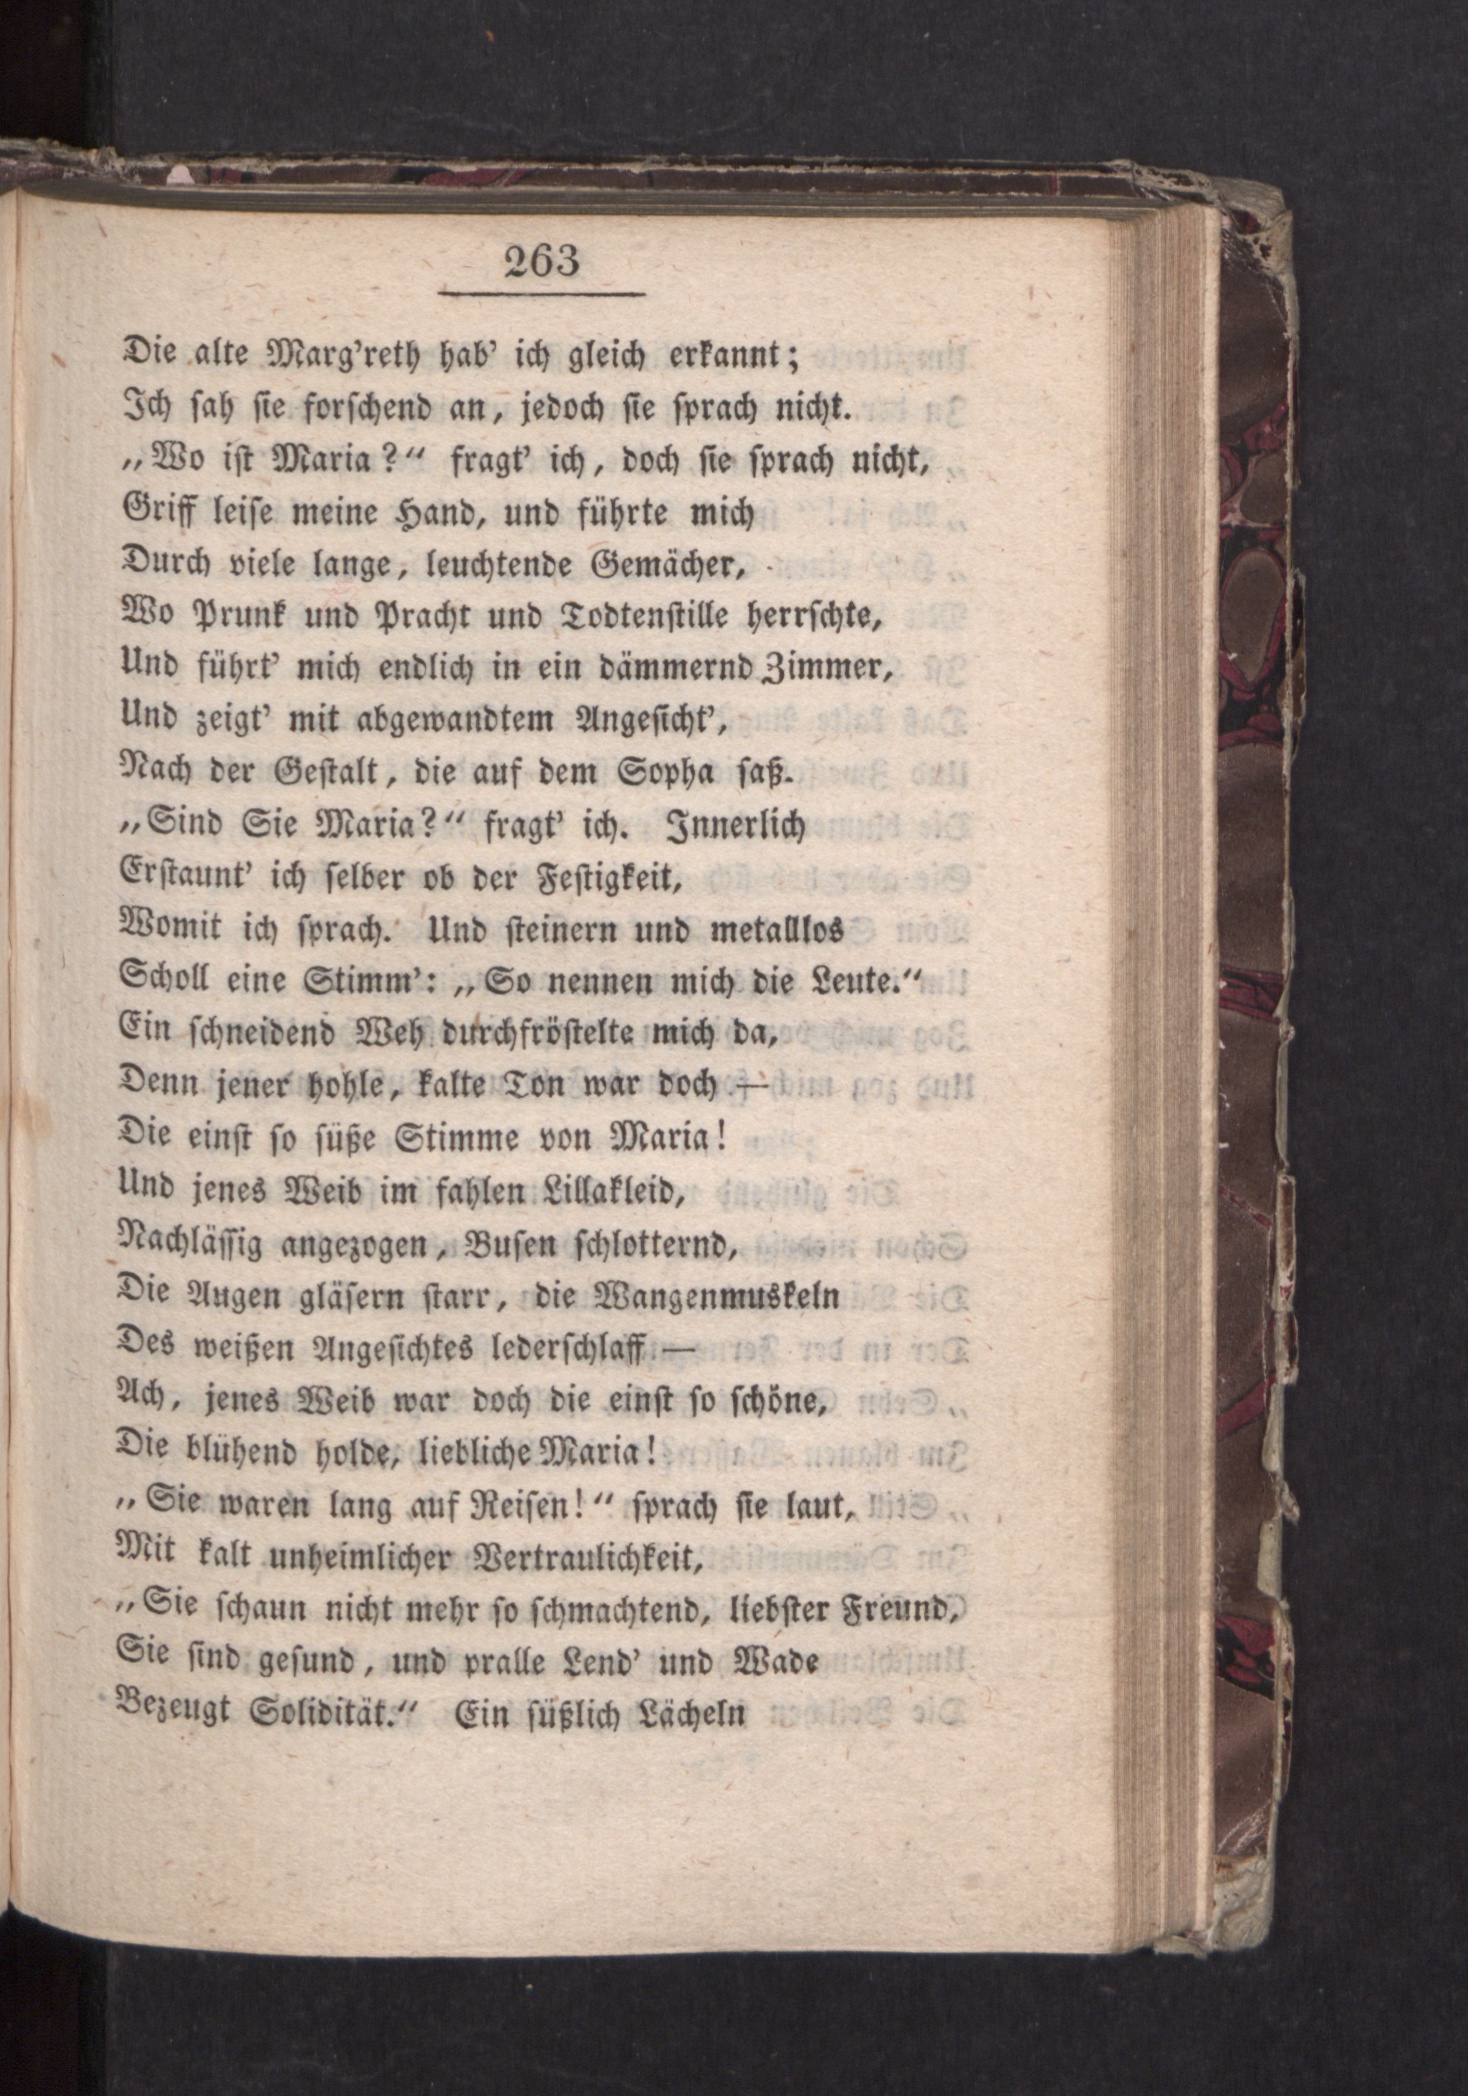 263
Die alte Marg’reth hab’ ich gleich erkannt;
Ich ſah ſie forſchend an, jedoch ſie ſprach nicht.
„Wo iſt Maria?“ fragt’ ich, doch ſie ſprach nicht,
Griff leiſe meine Hand, und führte mich
Durch viele lange, leuchtende Gemächer,
Wo Prunk und Pracht und Todtenſtille herrſchte,
Und führt’ mich endlich in ein dämmernd Zimmer,
Und zeigt’ mit abgewandtem Angeſicht’,
Nach der Geſtalt, die auf dem Sopha ſaß.
„Sind Sie Maria?“ fragt’ ich. Innerlich
Erſtaunt’ ich ſelber ob der Feſtigkeit,
Womit ich ſprach. Und ſteinern und metalllos
Scholl eine Stimm’: „So nennen mich die Leute.“
Ein ſchneidend Weh durchfröſtelte mich da,
Denn jener hohle, kalte Ton war doch —
Die einſt ſo ſüße Stimme von Maria!
Und jenes Weib im fahlen Lillakleid,
Nachläſſig angezogen, Buſen ſchlotternd,
Die Augen gläſern ſtarr, die Wangenmuskeln
Des weißen Angeſichtes lederſchlaff —
Ach, jenes Weib war doch die einſt ſo ſchöne,
Die blühend holde, liebliche Maria!
„Sie waren lang auf Reiſen!“ ſprach ſie laut,
Mit kalt unheimlicher Vertraulichkeit,
„Sie ſchaun nicht mehr ſo ſchmachtend, liebſter Freund,
Sie ſind geſund, und pralle Lend’ und Wade
Bezeugt Solidität.“ Ein ſüßlich Lächeln